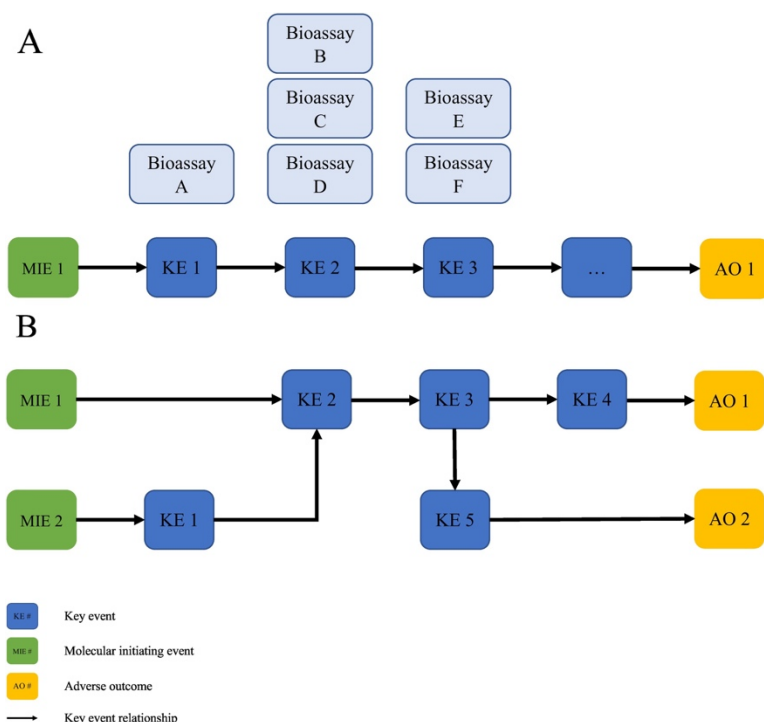 A
Bioassay
B
Bioassay
C
Bioassay
E
Bioassay
A
Bioassay
D
Bioassay
F
MIE 1
KE 1
KE 2
KE 3
...
AO 1
B
MIE 1
KE 2
KE 3
KE 4
AO 1
MIE 2
KE 1
KE 5
AO 2
KE # Key event
MIE # Molecular initiating event
AO # Adverse outcome
Key event relationship